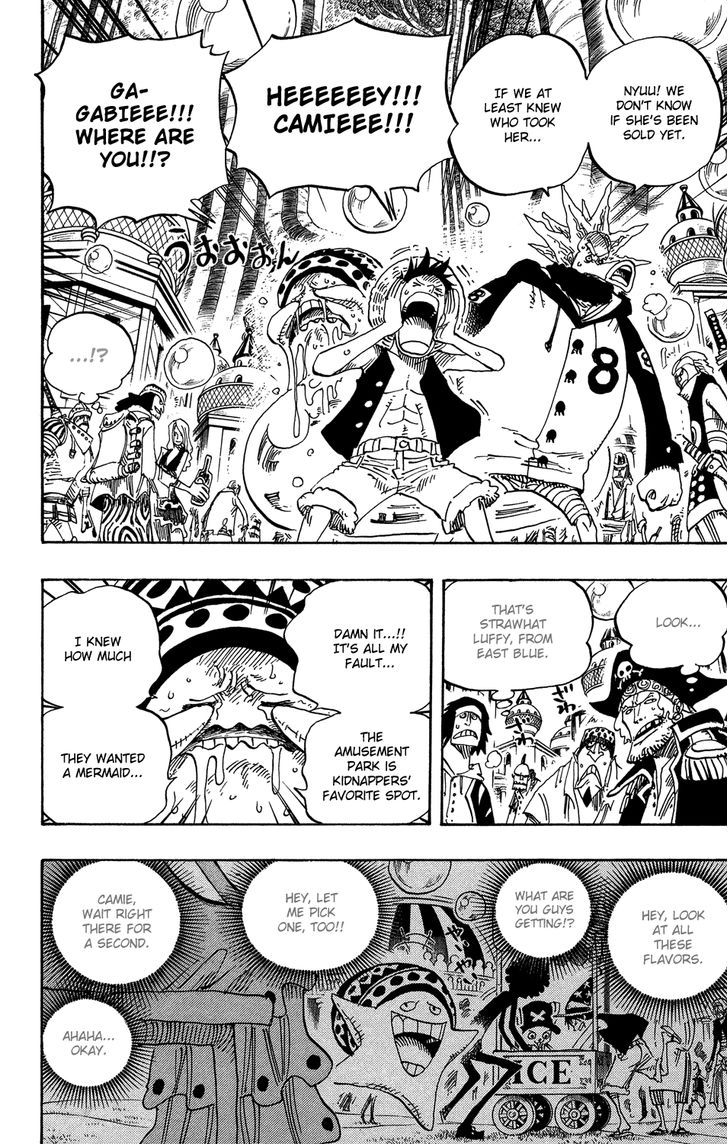 NYUU! WE
DON'T KNOW
IF SHE'S BEEN
SOLD YET.
IF WE AT
LEAST KNEW
WHO TOOK
HER...
HEEEEEEY!!!
CAMIEEE!!!
GA-
GABIEEE!!!
WHERE ARE
YOU!!?
うおおおん
...!?
8
LOOK...
THAT'S
STRAWHAT
LUFFY, FROM
EAST BLUE.
DAMN IT...!!
IT'S ALL MY
FAULT...
THE
AMUSEMENT
PARK IS
KIDNAPPERS'
FAVORITE SPOT.
I KNEW
HOW MUCH
THEY WANTED
A MERMAID...
HEY, LOOK
AT ALL
THESE
FLAVORS.
WHAT ARE
YOU GUYS
GETTING!?
HEY, LET
ME PICK
ONE, TOO!!
CAMIE,
WAIT RIGHT
THERE FOR
A SECOND.
AHAHA...
OKAY.
ICE